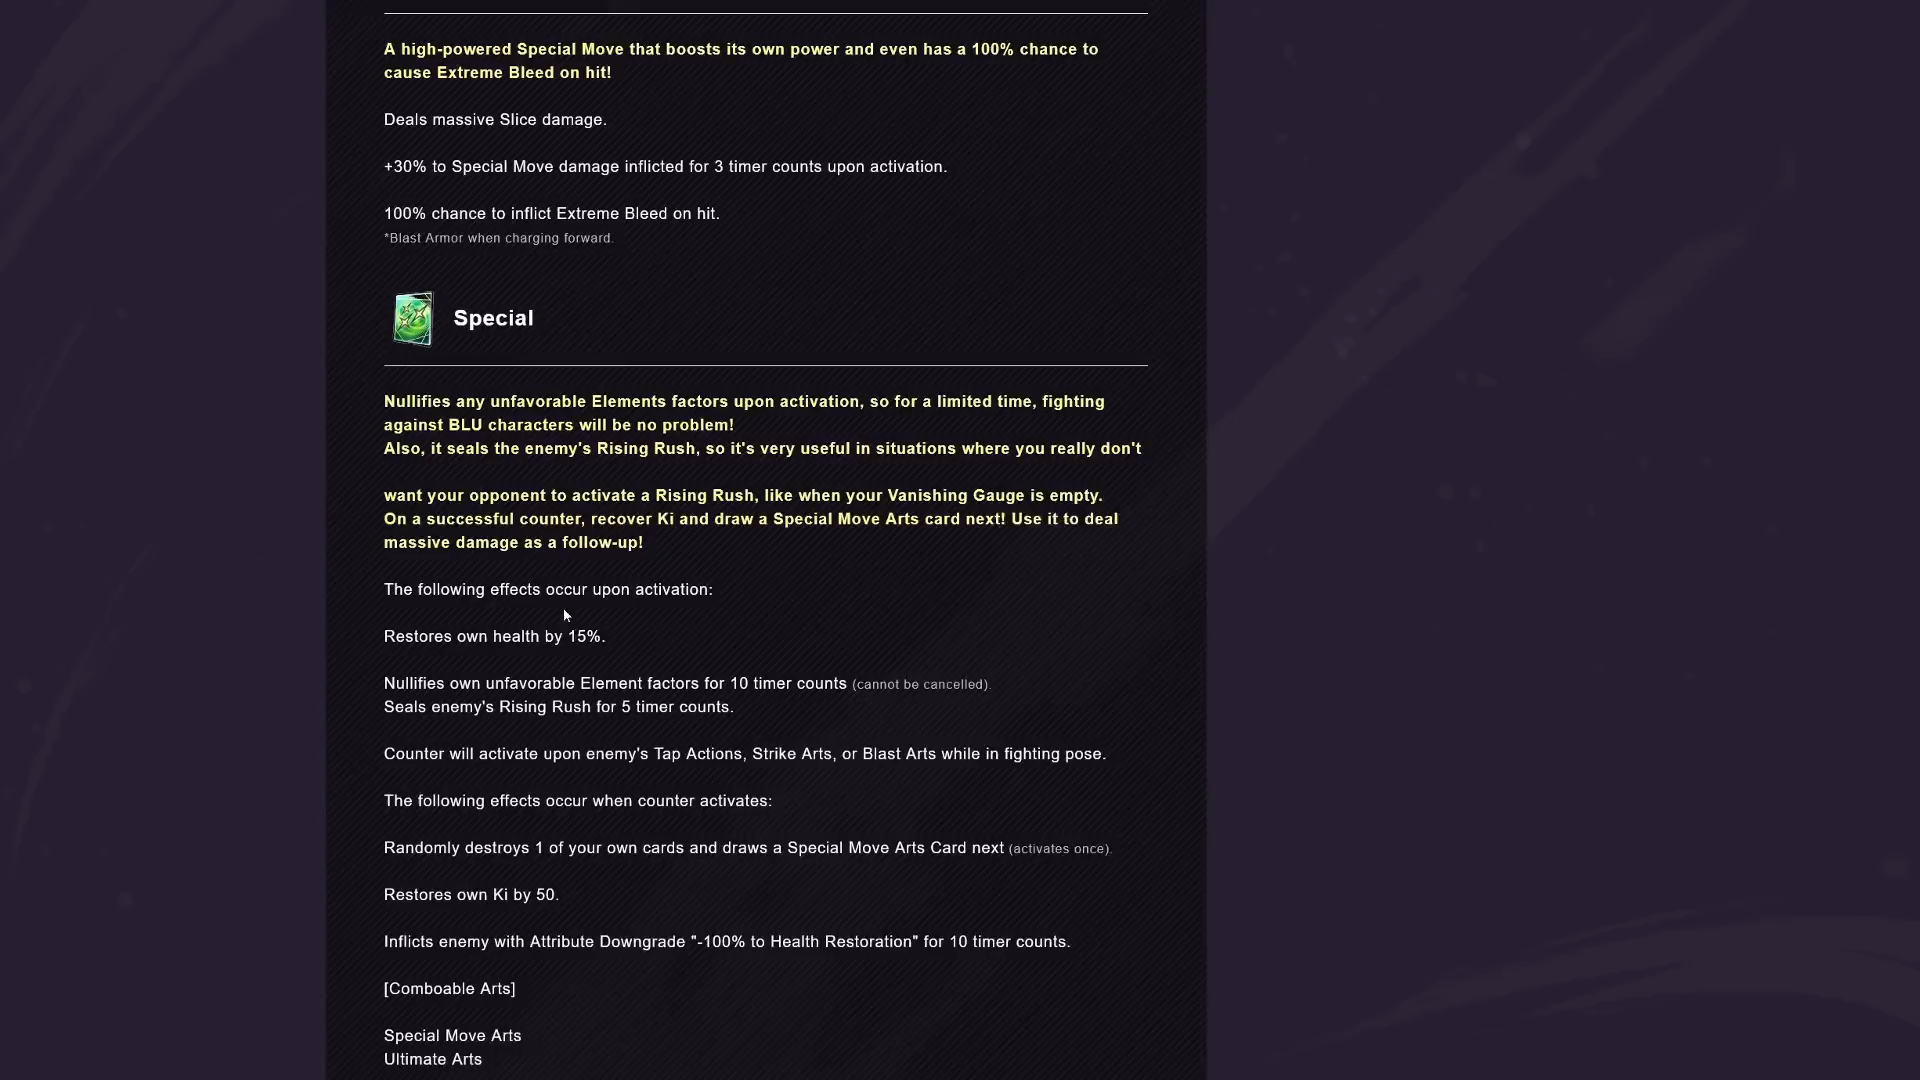 A high-powered Special Move that boosts its own power and even has a 100% chance to
cause Extreme Bleed on hit!
Deals massive Slice damage.
+30% to Special Move damage inflicted for 3 timer counts upon activation.
100% chance to inflict Extreme Bleed on hit.
*Blast Armor when charging forward.
Special
Nullifies any unfavorable Elements factors upon activation, so for a limited time, fighting
against BLU characters will be no problem!
Also, it seals the enemy's Rising Rush, so it's very useful in situations where you really don't
want your opponent to activate a Rising Rush, like when your Vanishing Gauge is empty.
On a successful counter, recover Ki and draw a Special Move Arts card next! Use it to deal
massive damage as a follow-up!
The following effects occur upon activation:
Restores own health by 15%.
Nullifies own unfavorable Element factors for 10 timer counts (cannot be cancelled).
Seals enemy's Rising Rush for 5 timer counts.
Counter will activate upon enemy's Tap Actions, Strike Arts, or Blast Arts while in fighting pose.
The following effects occur when counter activates:
Randomly destroys 1 of your own cards and draws a Special Move Arts Card next (activates once).
Restores own Ki by 50.
Inflicts enemy with Attribute Downgrade "-100% to Health Restoration" for 10 timer counts.
[Comboable Arts]
Special Move Arts
Ultimate Arts